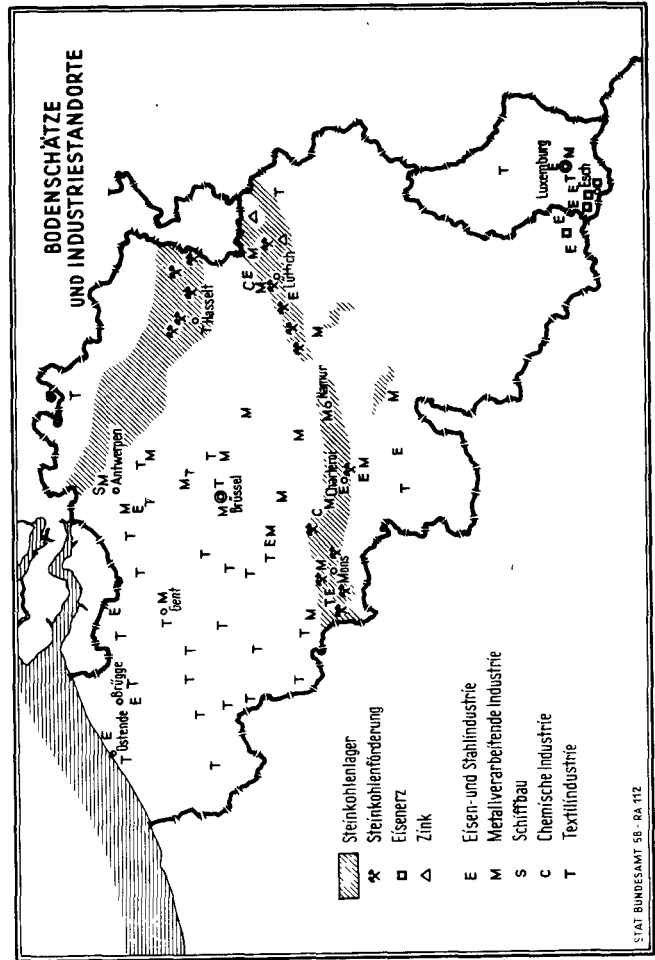 BODENSCHÄTZE
UND INDUSTRIESTANDORTE
Ostende
E
T
Brügge
E
T
T
E
T
T
S
M
Antwerpen
M
E
T
T
M
T
T
M
Gent
M
T
M
T
Brüssel
T
M
M
T
T
T
T
T
T
T
T
T
T
T
T
E
M
M
M
M
T
Hasselt
C
E
M
M
E
Lüttich
T
M
C
M
Charleroi
E
M
Namur
M
T
E
Mons
M
T
E
M
E
T
M
T
Luxemburg
E
T
M
E
E
E
E
Esch
Steinkohlenlager
Steinkohlenförderung
Eisenerz
Zink
E Eisen- und Stahlindustrie
M Metallverarbeitende Industrie
S Schiffbau
C Chemische Industrie
T Textilindustrie
STAT BUNDESAMT 58 - RA 112